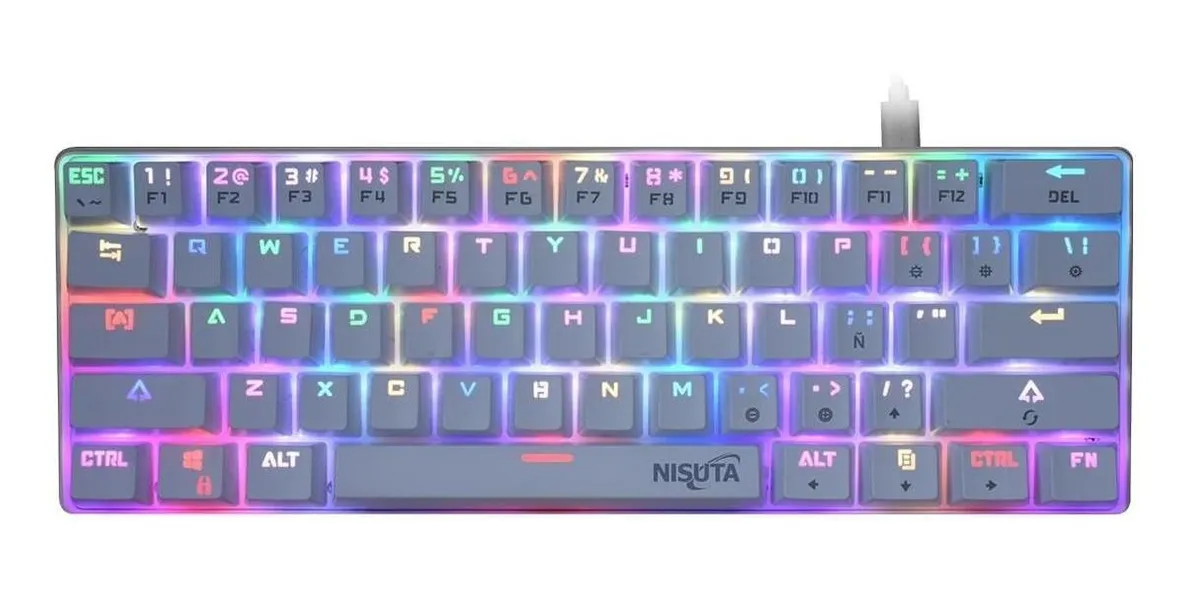 ESC 1 ! 2 @ 3 # 4 $ 5 % 6 ^ 7 & 8 * 9 ( 0 ) - - = +
\ ~ F1 F2 F3 F4 F5 F6 F7 F8 F9 F10 F11 F12 DEL
Q W E R T Y U I O P [ { ] } \ |
[A] A S D F G H J K L ; : ' "
Ñ
Z X C V B N M , < . > / ?
CTRL ALT NISUTA ALT CTRL FN